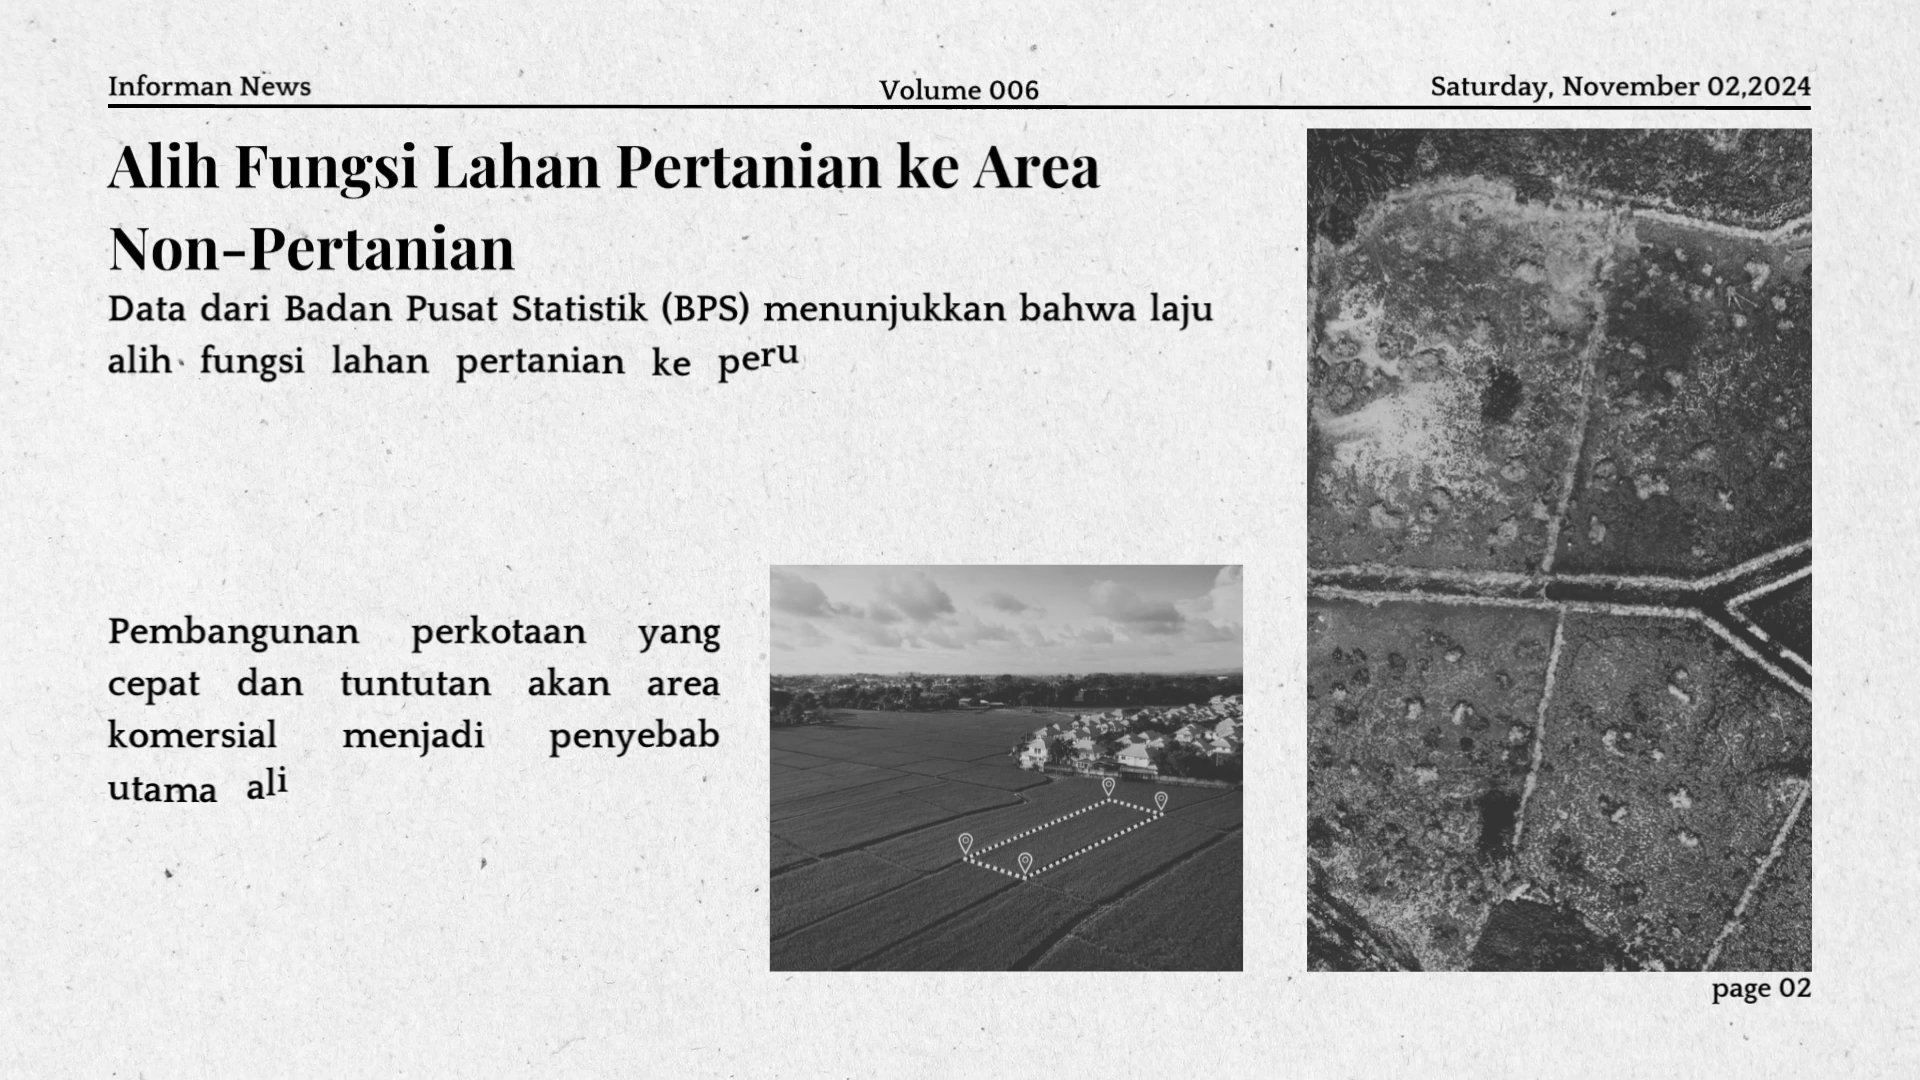 Informan News
Volume 006
Saturday, November 02,2024
Alih Fungsi Lahan Pertanian ke Area
Non-Pertanian
Data dari Badan Pusat Statistik (BPS) menunjukkan bahwa laju
alih fungsi lahan pertanian ke peru
Pembangunan perkotaan yang
cepat dan tuntutan akan area
komersial menjadi penyebab
utama ali
page 02